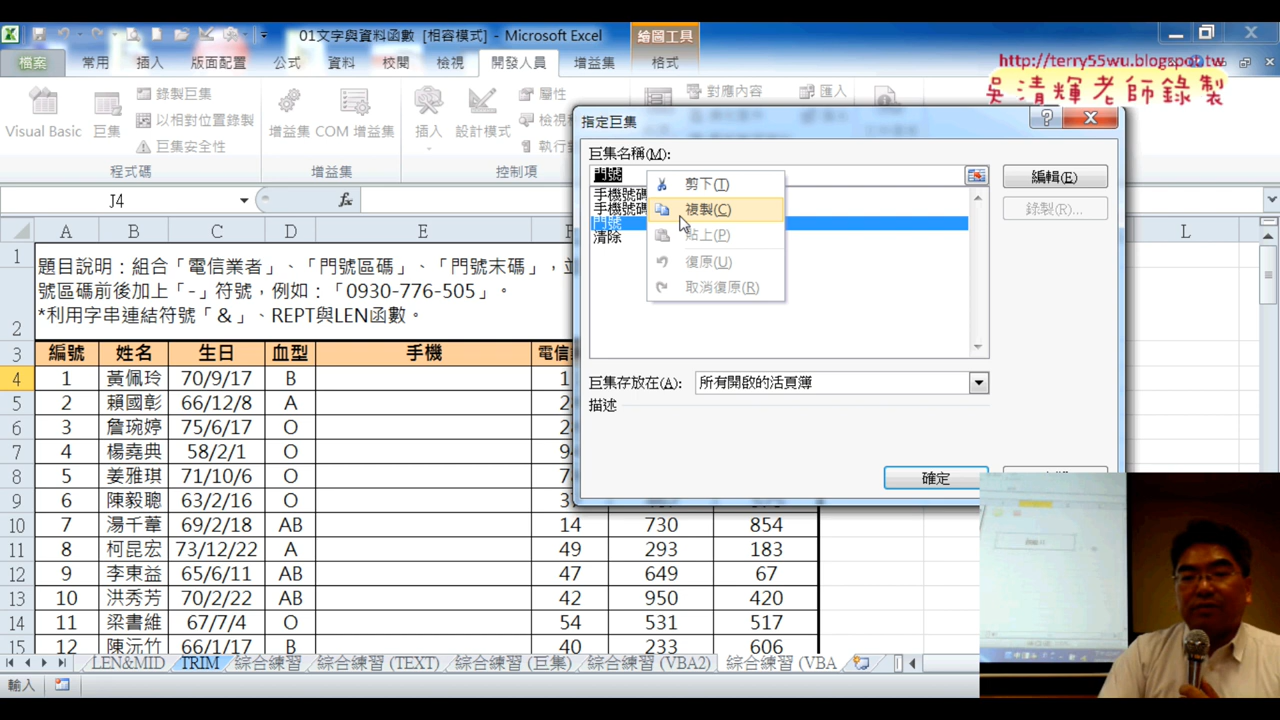 01文字與資料函數 [相容模式] - Microsoft Excel
繪圖工具
檔案 常用 插入 版面配置 公式 資料 校閱 檢視 開發人員 增益集 格式
http://terry55wu.blogspot.tw
吳清輝老師錄製
Visual Basic 巨集 錄製巨集 以相對位置錄製 巨集安全性
增益集 COM 增益集 插入 設計模式 屬性
對應內容 匯入
程式碼 增益集 控制項
指定巨集
巨集名稱(M):
門號
編輯(E)
錄製(R)...
手機號碼
手機號碼
門號
清除
剪下(T)
複製(C)
貼上(P)
復原(U)
取消復原(R)
巨集存放在(A): 所有開啟的活頁簿
描述
確定
J4 fx
A B C D E L
1
2
題目說明：組合「電信業者」、「門號區碼」、「門號末碼」，
號區碼前後加上「-」符號，例如：「0930-776-505」。
*利用字串連結符號「&」、REPT與LEN函數。
3 編號 姓名 生日 血型 手機
4 1 黃佩玲 70/9/17 B
5 2 賴國彰 66/12/8 A
6 3 詹琬婷 75/6/17 O
7 4 楊堯典 58/2/1 O
8 5 姜雅琪 71/10/6 O
9 6 陳毅聰 63/2/16 O
10 7 湯千葦 69/2/18 AB 14 730 854
11 8 柯昆宏 73/12/22 A 49 293 183
12 9 李東益 65/6/11 AB 47 649 67
13 10 洪秀芳 70/2/22 AB 42 950 420
14 11 梁書維 67/7/4 O 54 531 517
15 12 陳沅竹 66/1/17 B 40 233 606
LEN&MID TRIM 綜合練習 綜合練習 (TEXT) 綜合練習 (巨集) 綜合練習 (VBA2) 綜合練習 (VBA
輸入